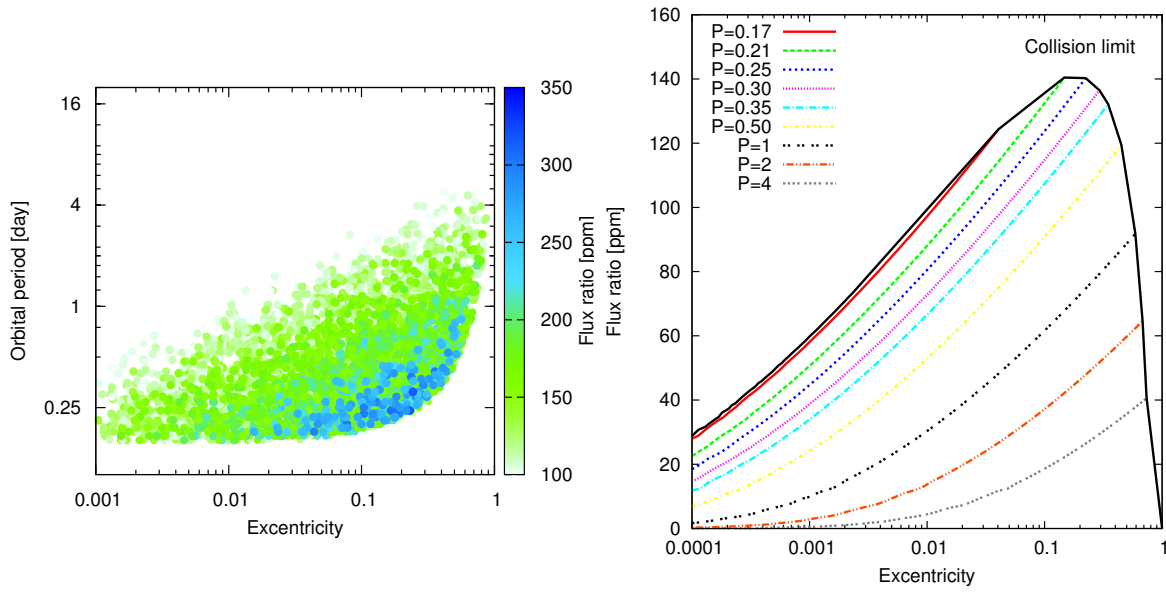 Orbital period [day]
16
4
1
0.25
0.001
0.01
0.1
1
Excentricity
350
300
250
200
150
100
Flux ratio [ppm]
Flux ratio [ppm]
160
140
120
100
80
60
40
20
0
P=0.17
P=0.21
P=0.25
P=0.30
P=0.35
P=0.50
P=1
P=2
P=4
Collision limit
0.0001
0.001
0.01
0.1
1
Excentricity